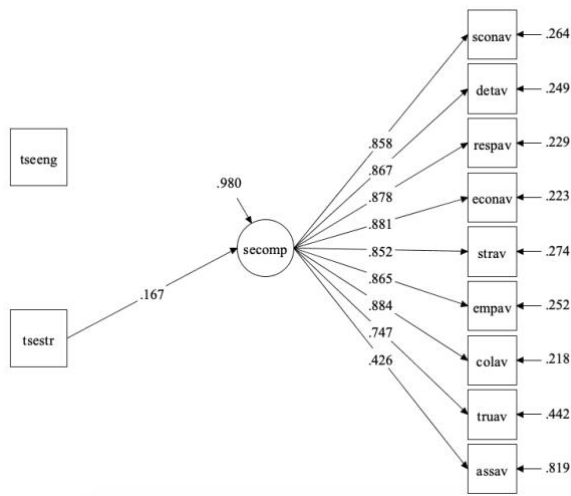 sconav
.264
detav
.249
.858
tseeng
respav
.229
.867
.980
.878
econav
.223
.881
secomp
.852
strav
.274
.865
.167
empav
.252
.884
tsestr
.747
colav
.218
.426
truav
.442
assav
.819